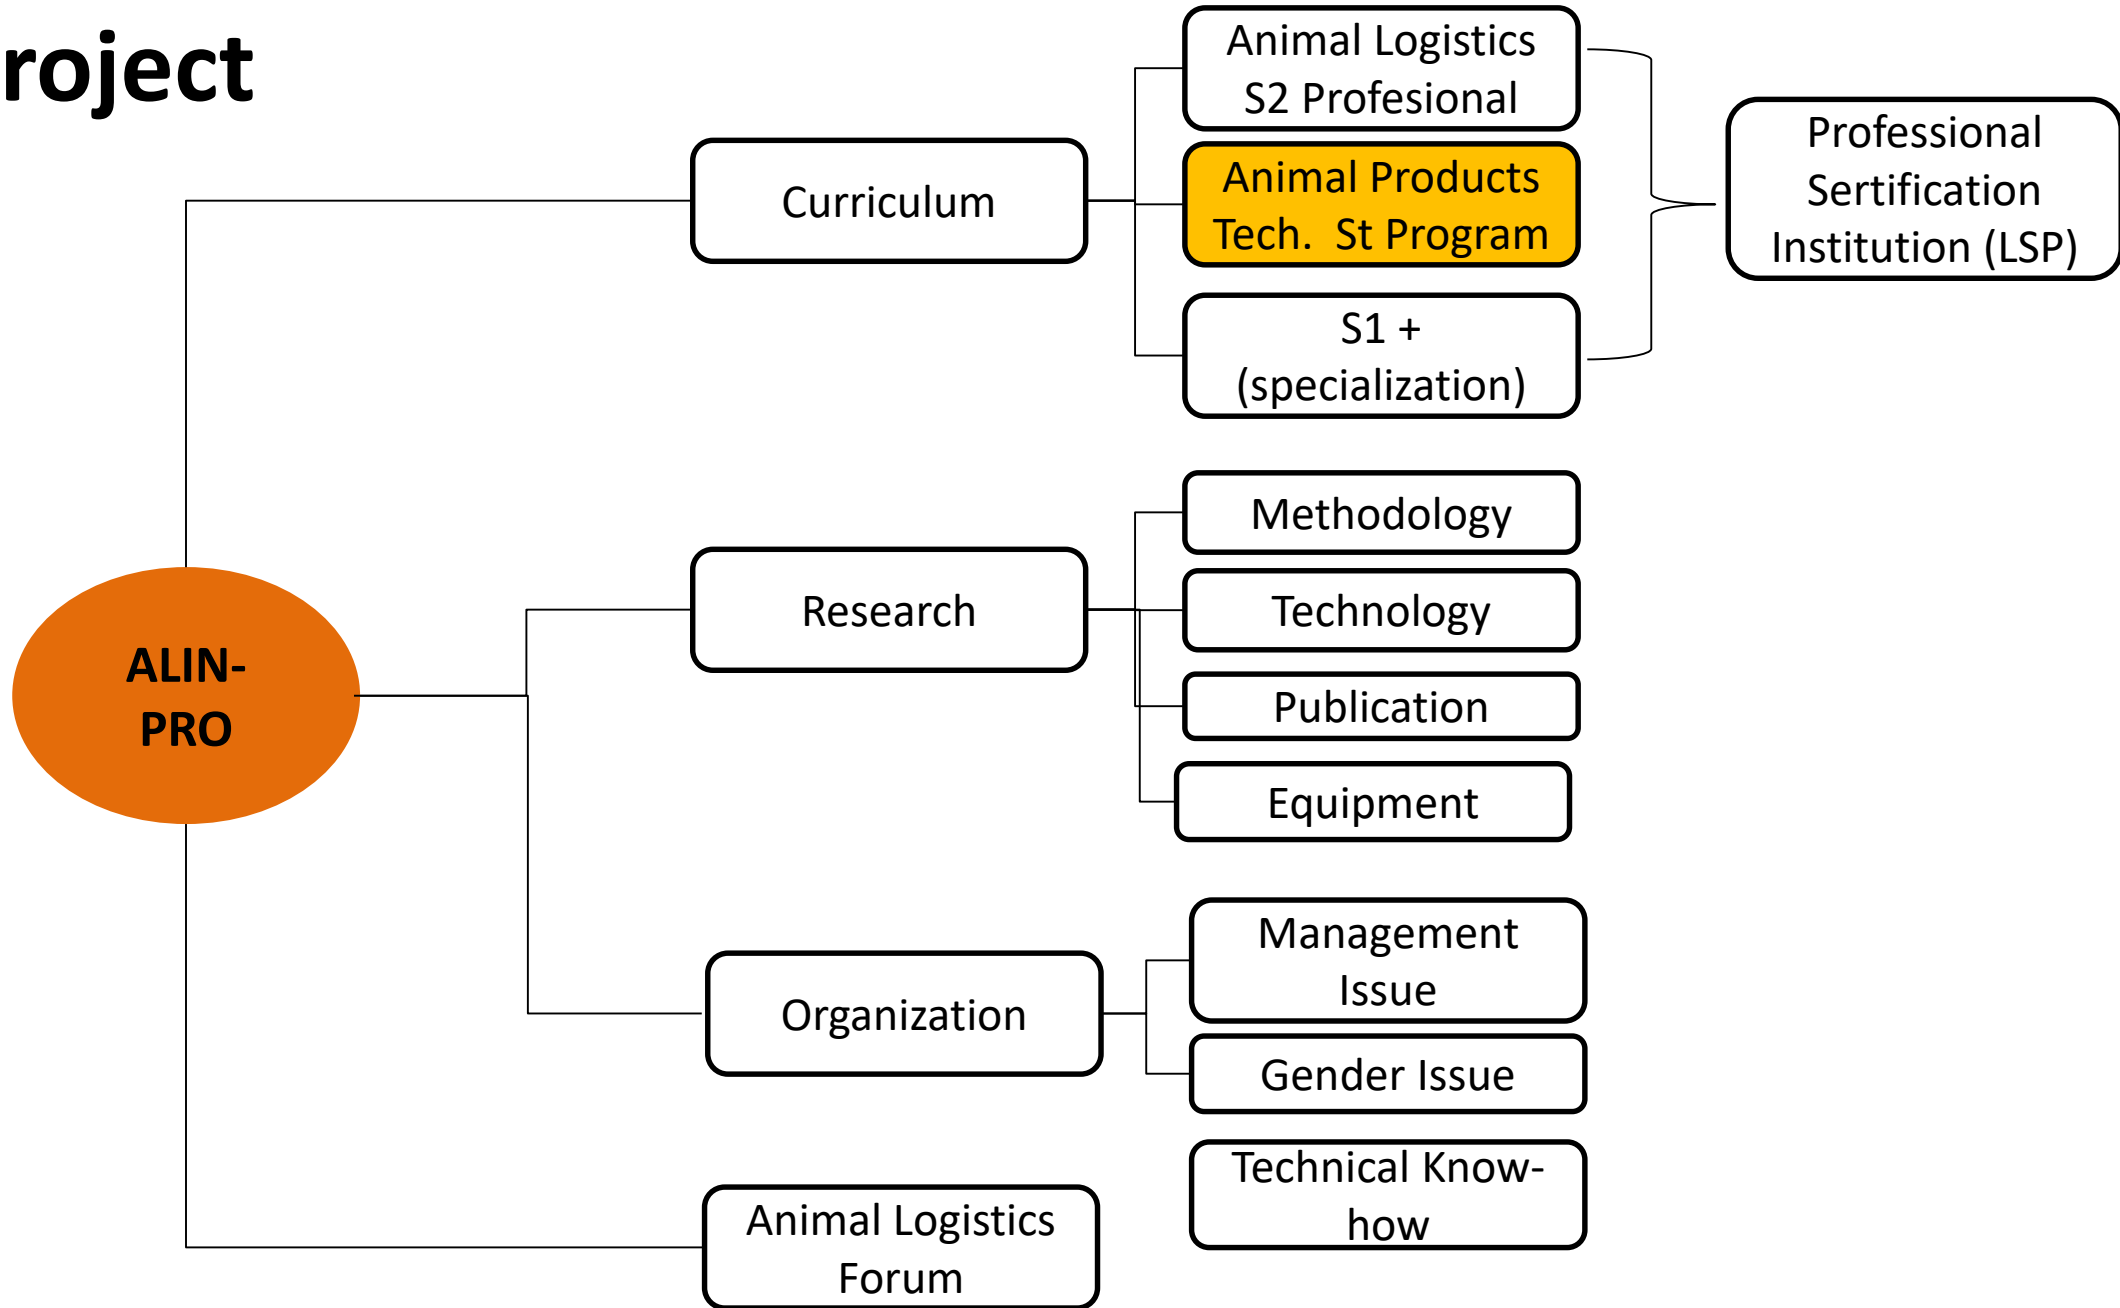 roject
Animal Logistics
S2 Profesional
Animal Products
Tech. St Program
S1 +
(specialization)
Professional
Sertification
Institution (LSP)
Curriculum
Methodology
Technology
Publication
Equipment
Research
ALIN-
PRO
Management
Issue
Gender Issue
Organization
Technical Know-
how
Animal Logistics
Forum